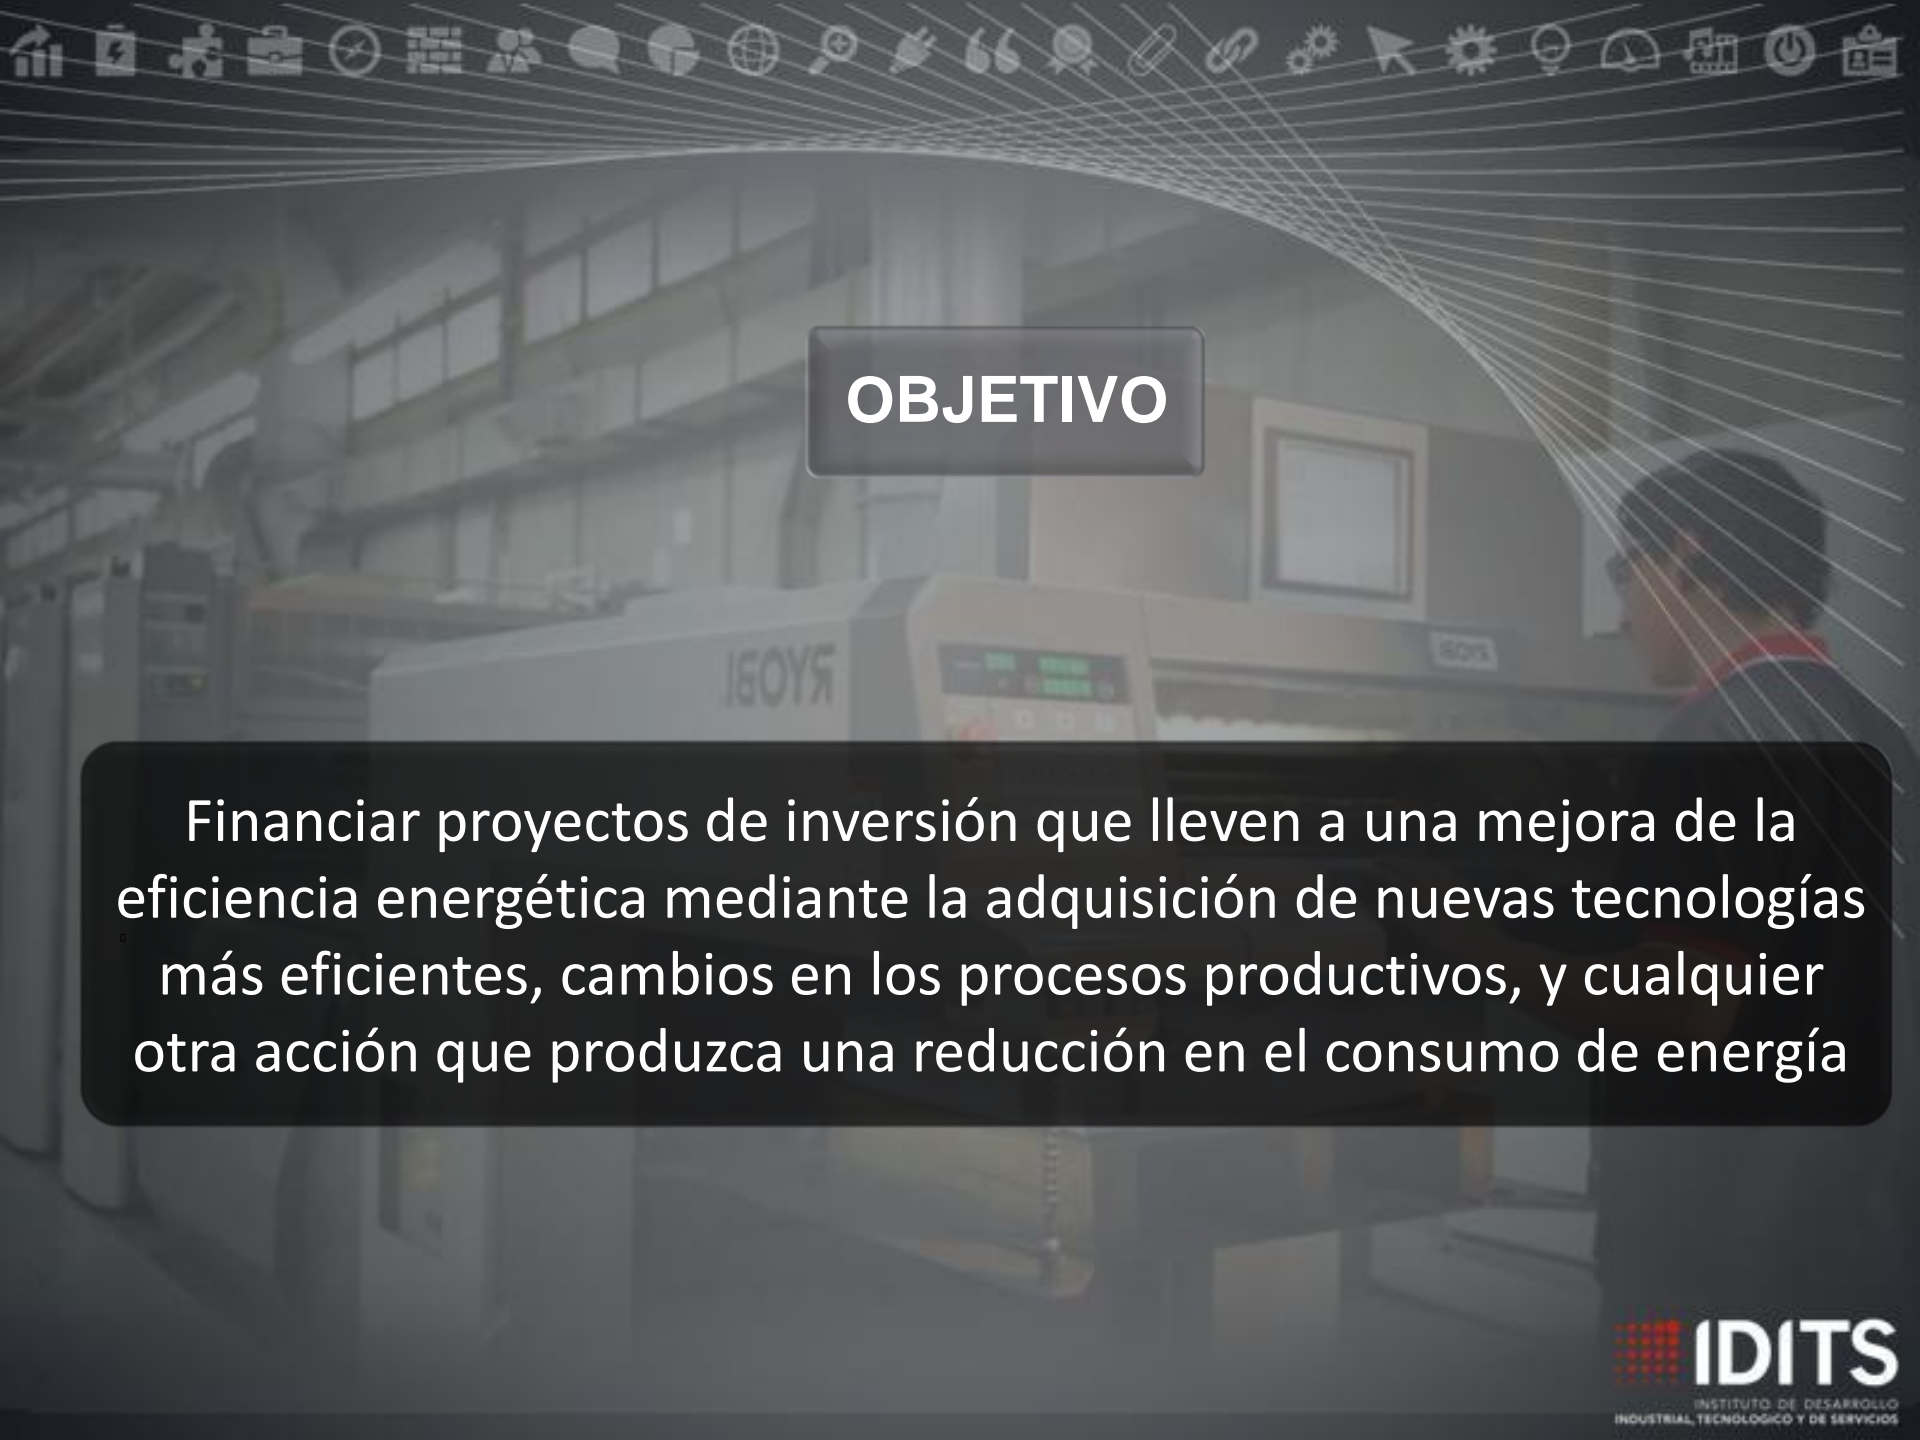 OBJETIVO
RYOBI
Financiar proyectos de inversión que lleven a una mejora de la
eficiencia energética mediante la adquisición de nuevas tecnologías
más eficientes, cambios en los procesos productivos, y cualquier
otra acción que produzca una reducción en el consumo de energía
IDITS
INSTITUTO DE DESARROLLO
INDUSTRIAL, TECNOLOGICO Y DE SERVICIOS